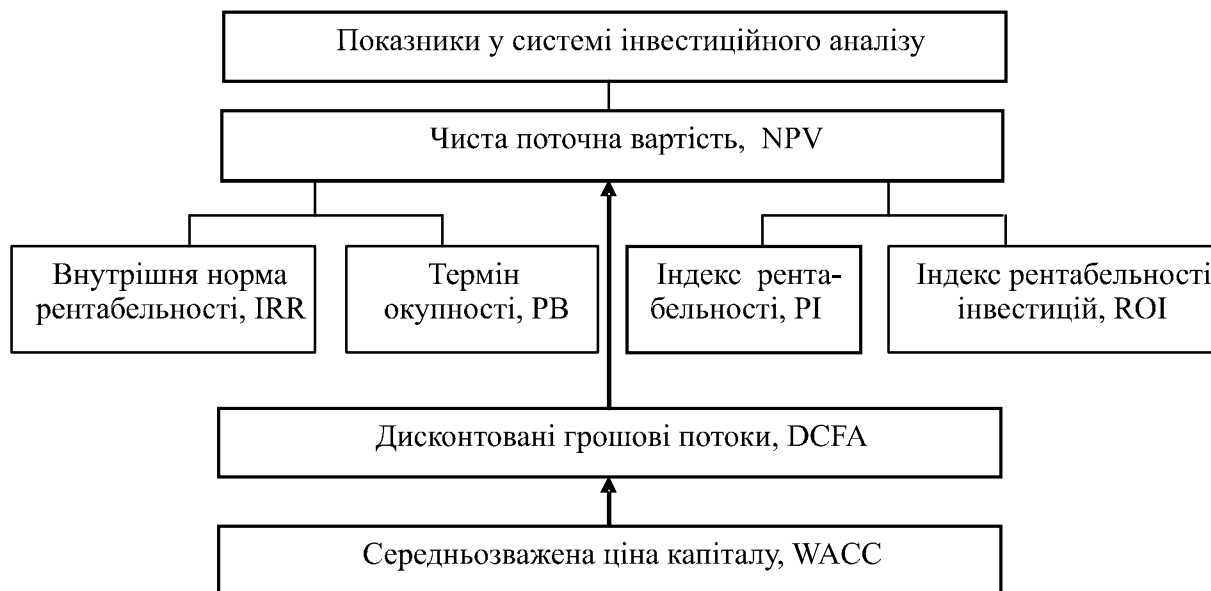 Показники у системі інвестиційного аналізу
Чиста поточна вартість, NPV
Внутрішня норма
рентабельності, IRR
Термін
окупності, PB
Індекс рента-
бельності, PI
Індекс рентабельності
інвестицій, ROI
Дисконтовані грошові потоки, DCFA
Середньозважена ціна капіталу, WACC